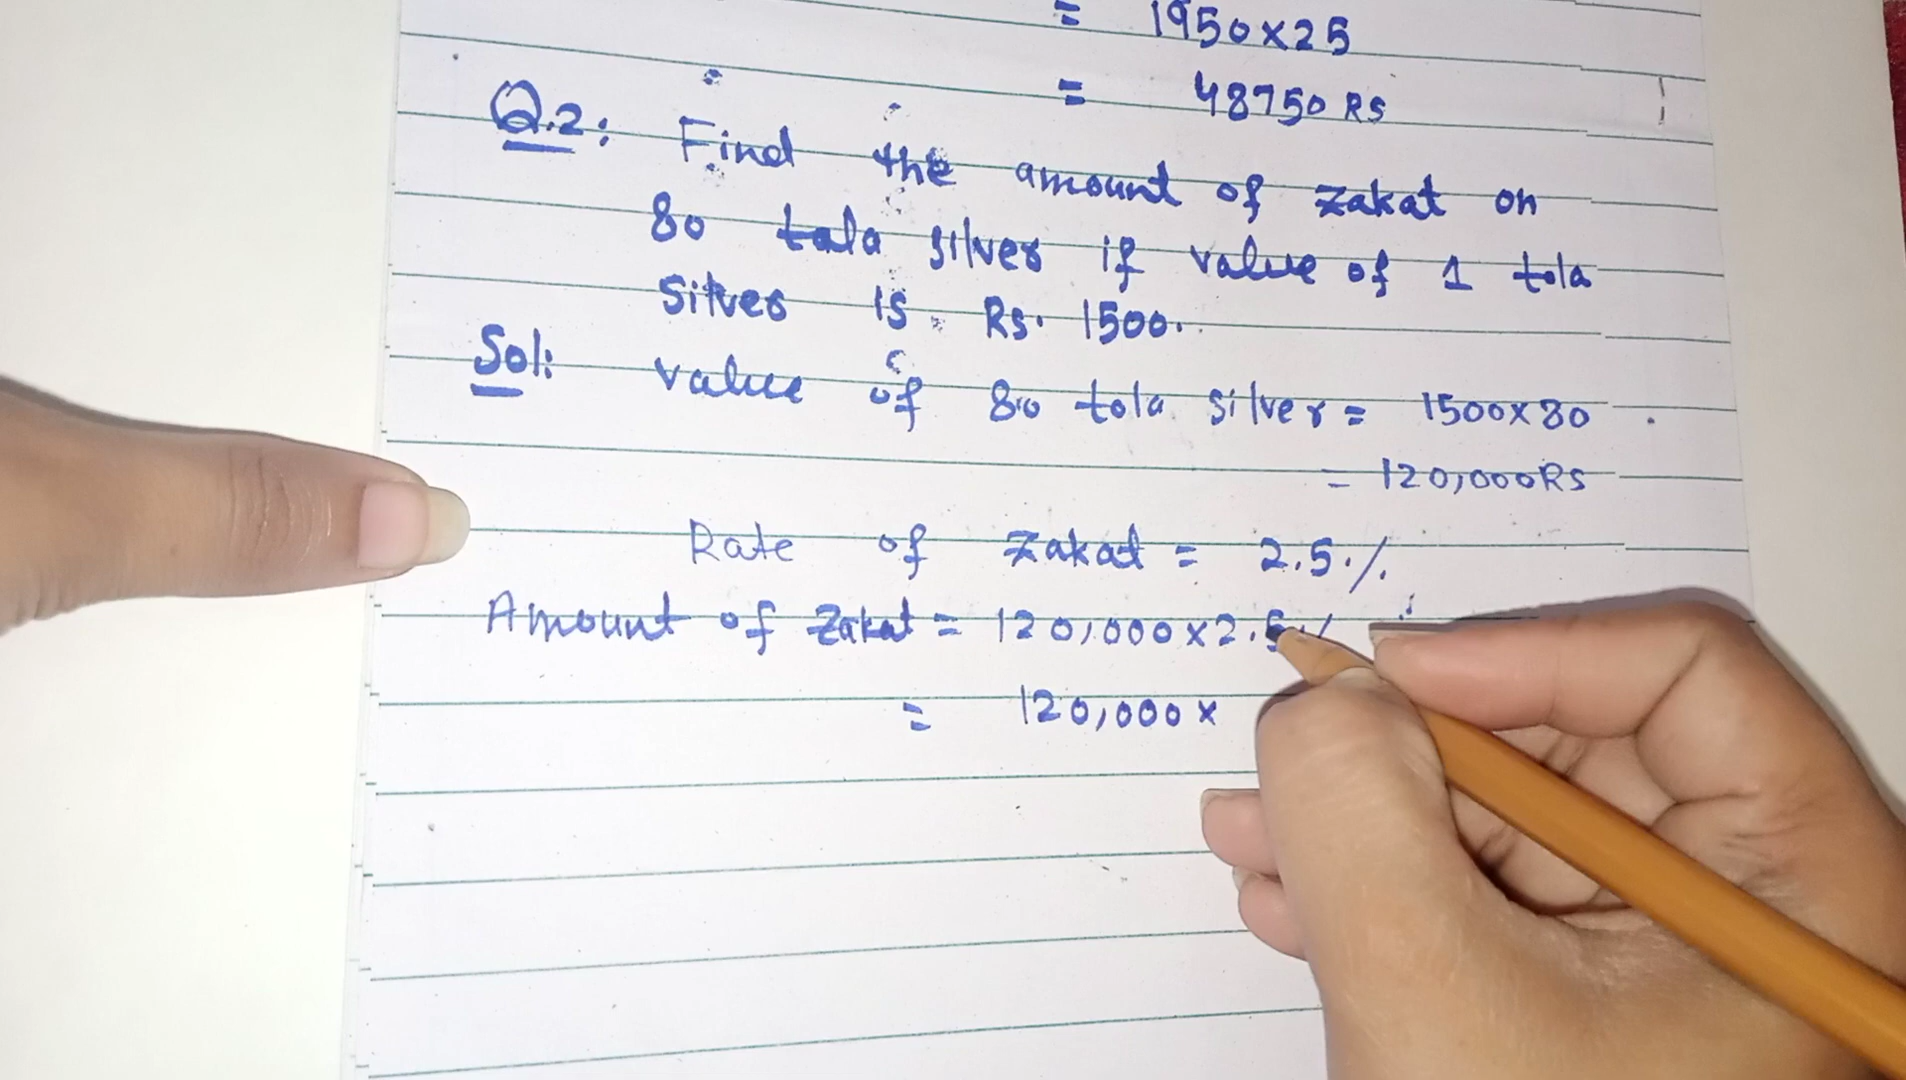 = 1950×25
= 48750 RS
Q.2: Find the amount of zakat on
80 tola silver if value of 1 tola
silver is Rs. 1500.
Sol: value of 80 tola silver = 1500×80
= 120,000RS
Rate of zakat = 2.5%
Amount of Zakat = 120,000×2.5%
= 120,000×